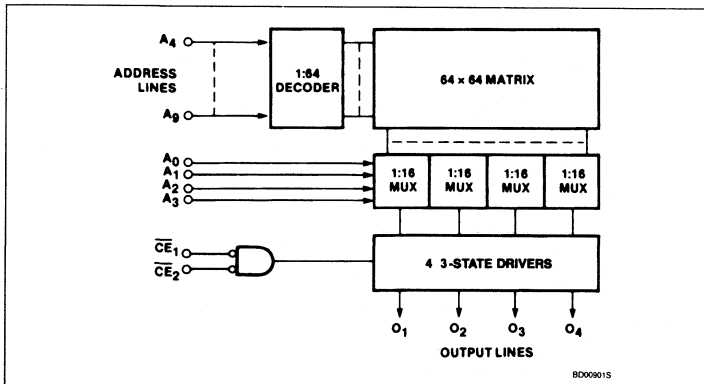 A4
ADDRESS
LINES
A9
1:64
DECODER
64 × 64 MATRIX
A0
A1
A2
A3
1:16
MUX
1:16
MUX
1:16
MUX
1:16
MUX
CE1
CE2
4 3-STATE DRIVERS
O1
O2
O3
O4
OUTPUT LINES
BD00901S